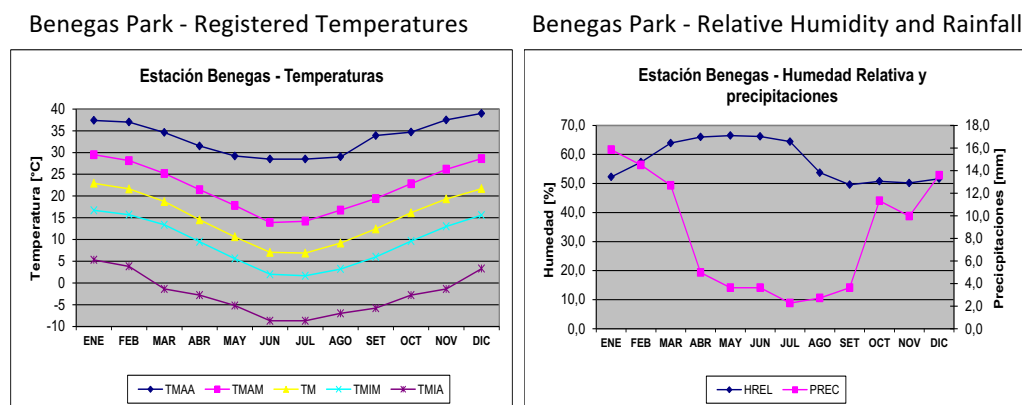 Benegas Park - Registered Temperatures
Benegas Park - Relative Humidity and Rainfall
Estación Benegas - Temperaturas
Temperatura [°C]
40
35
30
25
20
15
10
5
0
-5
-10
ENE FEB MAR ABR MAY JUN JUL AGO SET OCT NOV DIC
TMAA TMAM TM TMIM TMIA
Estación Benegas - Humedad Relativa y
precipitaciones
Humedad [%]
70,0
60,0
50,0
40,0
30,0
20,0
10,0
0,0
18,0
16,0
14,0
12,0
10,0
8,0
6,0
4,0
2,0
0,0
Precicpitaciones [mm]
ENE FEB MAR ABR MAY JUN JUL AGO SET OCT NOV DIC
HREL PREC